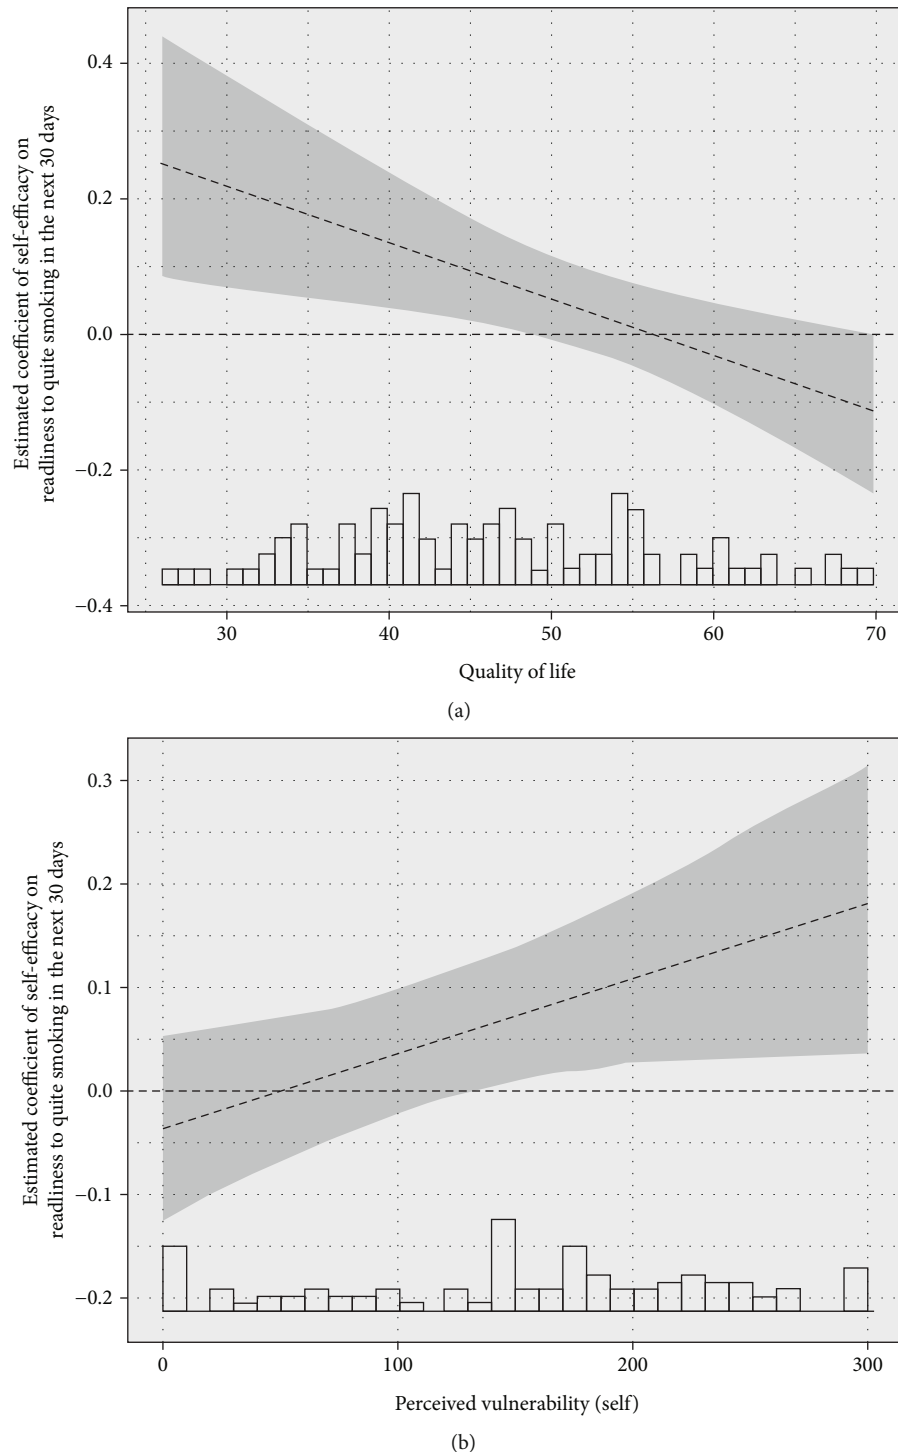 Estimated coefficient of self-efficacy on
readliness to quite smoking in the next 30 days
0.4
0.2
0.0
−0.2
−0.4
30 40 50 60 70
Quality of life
(a)
Estimated coefficient of self-efficacy on
readliness to quite smoking in the next 30 days
0.3
0.2
0.1
0.0
−0.1
−0.2
0 100 200 300
Perceived vulnerability (self)
(b)